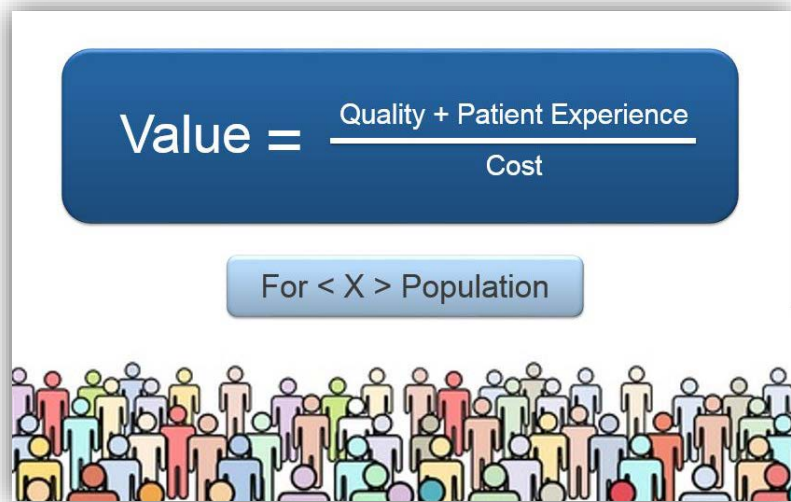 Value = Quality + Patient Experience
Cost
For < X > Population